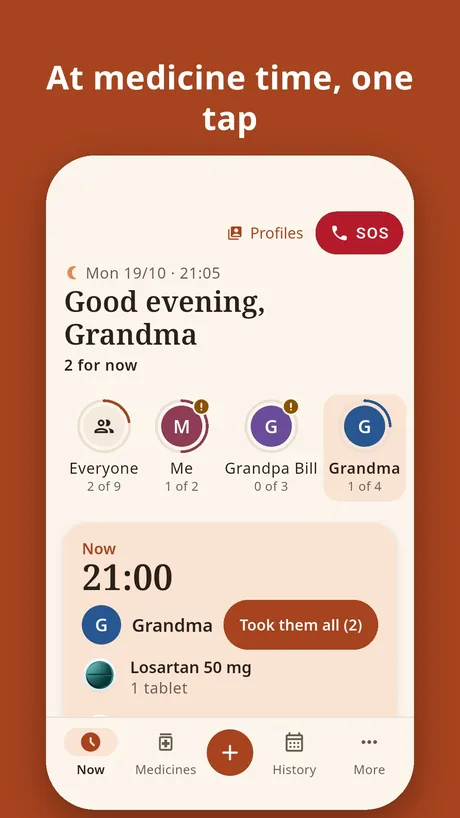 At medicine time, one
tap
Profiles
SOS
Mon 19/10 · 21:05
Good evening,
Grandma
2 for now
M
!
G
!
G
Everyone
Me
Grandpa Bill
Grandma
2 of 9
1 of 2
0 of 3
1 of 4
Now
21:00
G
Grandma
Took them all (2)
Losartan 50 mg
1 tablet
Now
Medicines
History
More